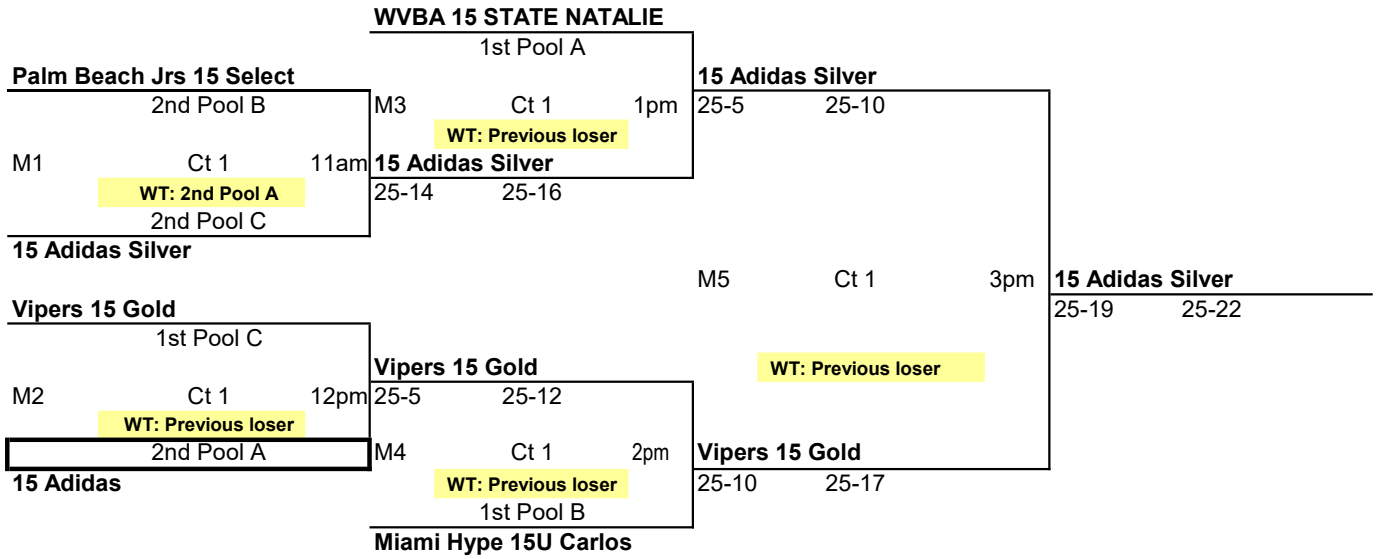 WVBA 15 STATE NATALIE
1st Pool A
Palm Beach Jrs 15 Select 15 Adidas Silver
2nd Pool B M3 Ct 1 1pm 25-5 25-10
WT: Previous loser
M1 Ct 1 11am 15 Adidas Silver
WT: 2nd Pool A 25-14 25-16
2nd Pool C
15 Adidas Silver
M5 Ct 1 3pm 15 Adidas Silver
Vipers 15 Gold 25-19 25-22
1st Pool C
Vipers 15 Gold WT: Previous loser
M2 Ct 1 12pm 25-5 25-12
WT: Previous loser
2nd Pool A M4 Ct 1 2pm Vipers 15 Gold
15 Adidas WT: Previous loser 25-10 25-17
1st Pool B
Miami Hype 15U Carlos